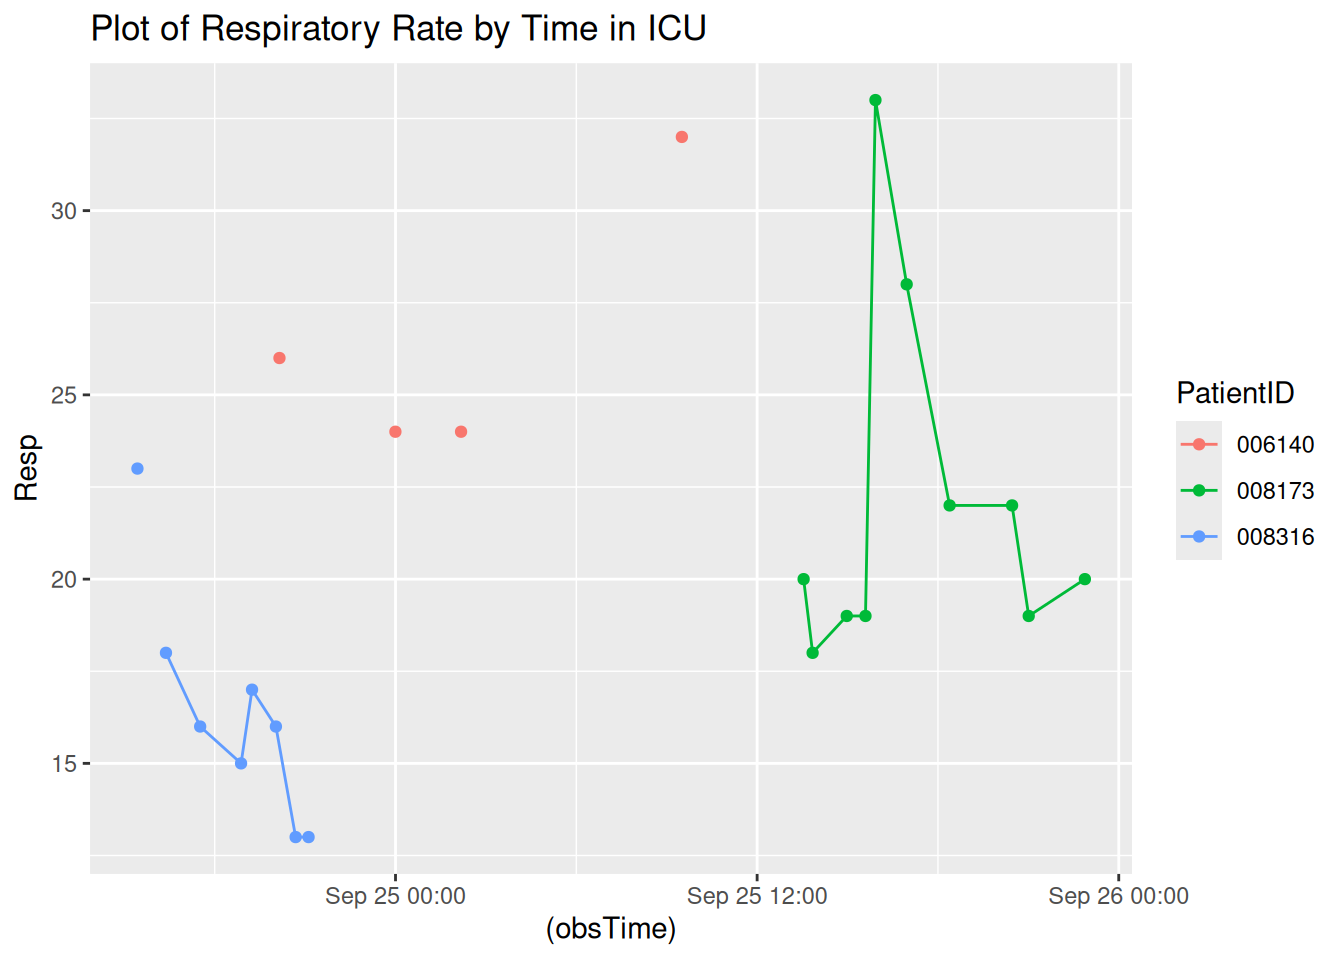 Plot of Respiratory Rate by Time in ICU
Resp
30
25
20
15
Sep 25 00:00
Sep 25 12:00
Sep 26 00:00
(obsTime)
PatientID
006140
008173
008316